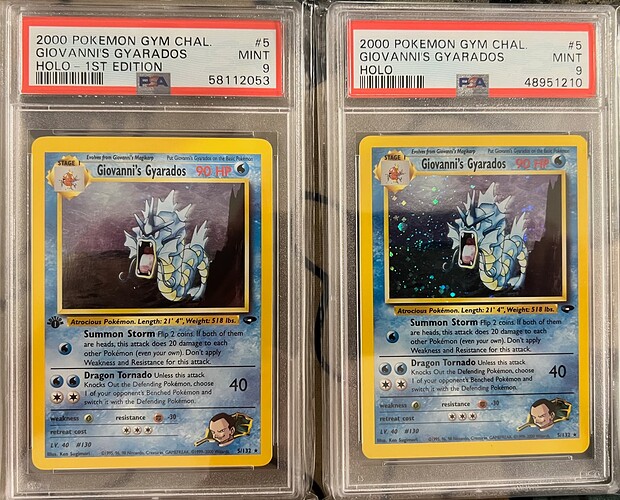 2000 POKEMON GYM CHAL. #5
GIOVANNI'S GYARADOS MINT
HOLO - 1ST EDITION 9
PSA 58112053
STAGE 1
Evolves from Giovanni's Magikarp Put Giovanni's Gyarados on the Basic Pokémon
Giovanni's Gyarados 90 HP
Atrocious Pokémon. Length: 21' 4", Weight: 518 lbs.
Summon Storm Flip 2 coins. If both of them
are heads, this attack does 20 damage to each
other Pokémon (even your own). Don't apply
Weakness and Resistance for this attack.
Dragon Tornado Unless this attack
Knocks Out the Defending Pokémon, choose
1 of your opponent's Benched Pokémon and
switch it with the Defending Pokémon.
40
weakness resistance -30
retreat cost
LV. 40 #130
Illus. Ken Sugimori
5/132
2000 POKEMON GYM CHAL. #5
GIOVANNI'S GYARADOS MINT
HOLO 9
PSA 48951210
STAGE 1
Evolves from Giovanni's Magikarp Put Giovanni's Gyarados on the Basic Pokémon
Giovanni's Gyarados 90 HP
Atrocious Pokémon. Length: 21' 4", Weight: 518 lbs.
Summon Storm Flip 2 coins. If both of them
are heads, this attack does 20 damage to each
other Pokémon (even your own). Don't apply
Weakness and Resistance for this attack.
Dragon Tornado Unless this attack
Knocks Out the Defending Pokémon, choose
1 of your opponent's Benched Pokémon and
switch it with the Defending Pokémon.
40
weakness resistance -30
retreat cost
LV. 40 #130
Illus. Ken Sugimori
5/132